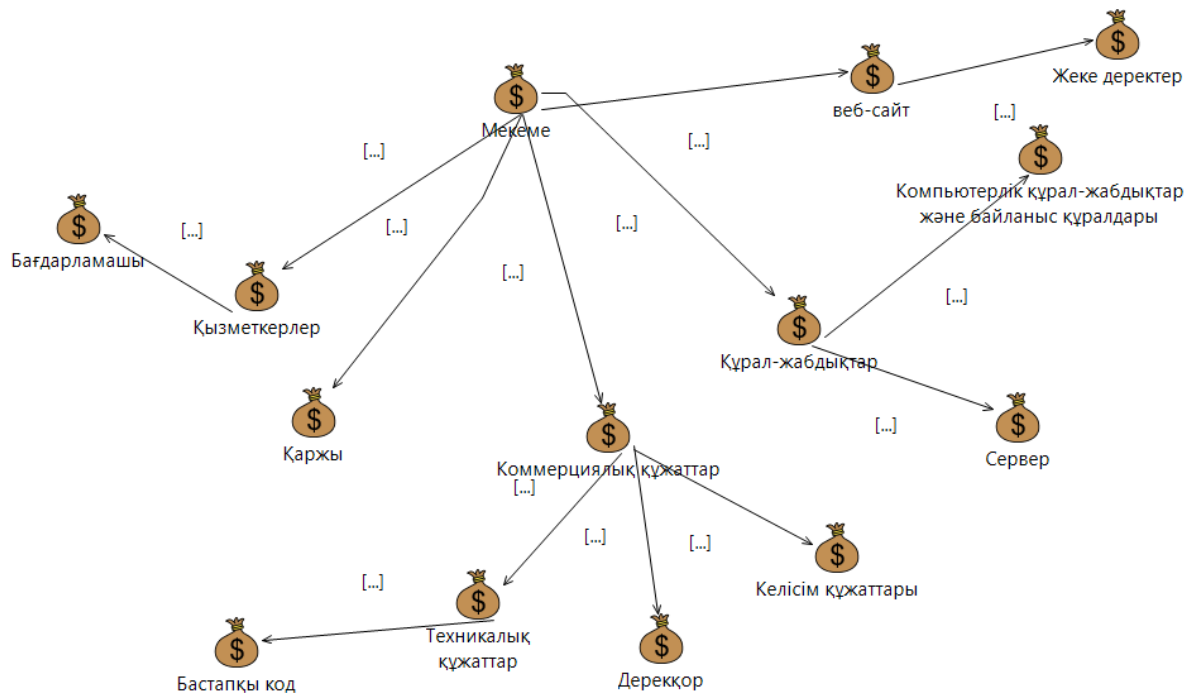 Жеке деректер
веб-сайт
[...]
Мекеме
[...]
[...]
Компьютерлік құрал-жабдықтар
және байланыс құралдары
[...]
[...]
[...]
Бағдарламашы
[...]
[...]
Қызметкерлер
Құрал-жабдықтар
[...]
Қаржы
Коммерциялық құжаттар
Сервер
[...]
[...]
[...]
[...]
Келісім құжаттары
Техникалық
құжаттар
Дерекқор
Бастапқы код